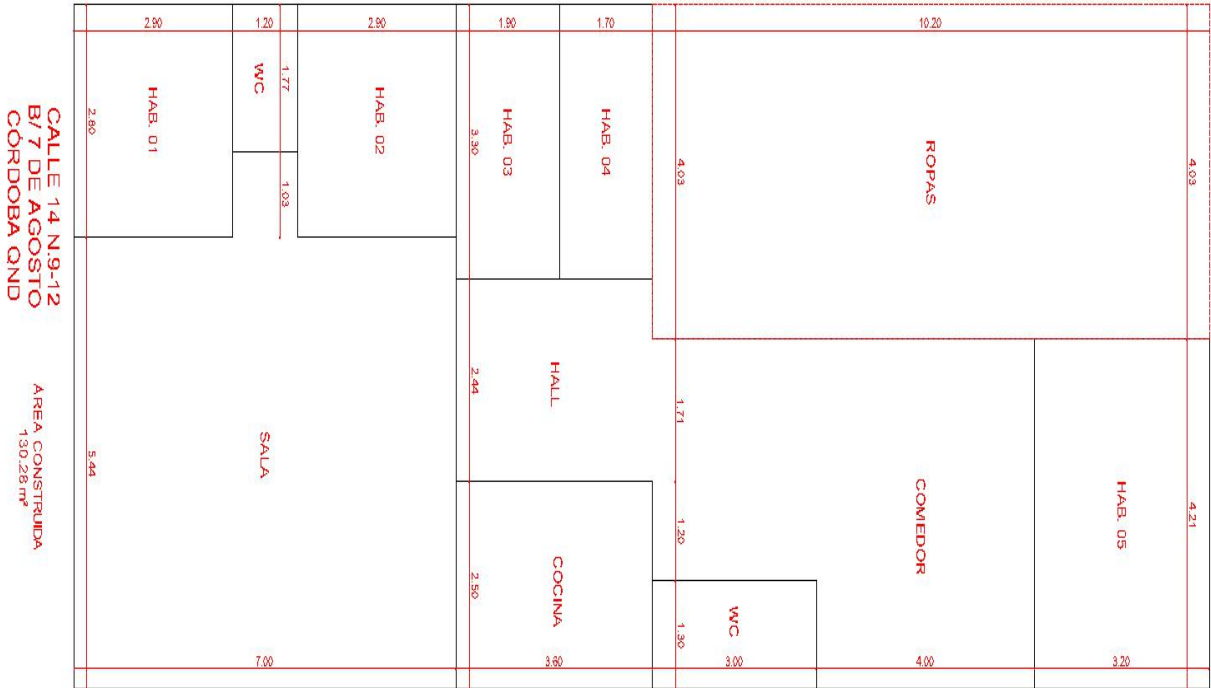 2.90
1.20
2.90
1.90
1.70
10.20
HAB. 01
WC
1.77
HAB. 02
HAB. 03
HAB. 04
ROPAS
2.80
1.03
3.30
4.03
4.03
CALLE 14 N.9-12
B/ 7 DE AGOSTO
CÓRDOBA QND
ÁREA CONSTRUIDA
130.28 m²
SALA
5.44
HALL
2.44
1.71
COMEDOR
HAB. 05
4.21
COCINA
2.50
1.20
WC
1.30
7.00
3.60
3.00
4.00
3.20